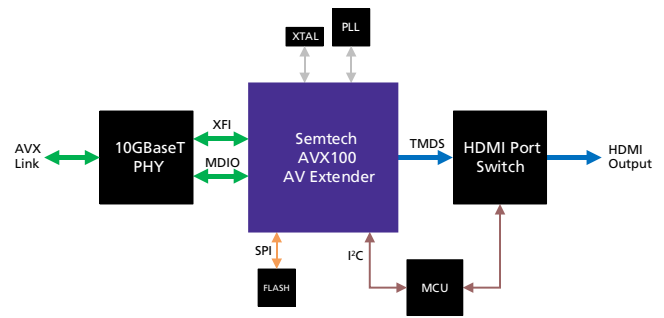 XTAL
PLL
AVX
Link
10GBaseT
PHY
XFI
MDIO
Semtech
AVX100
AV Extender
TMDS
HDMI Port
Switch
HDMI
Output
SPI
I²C
FLASH
MCU